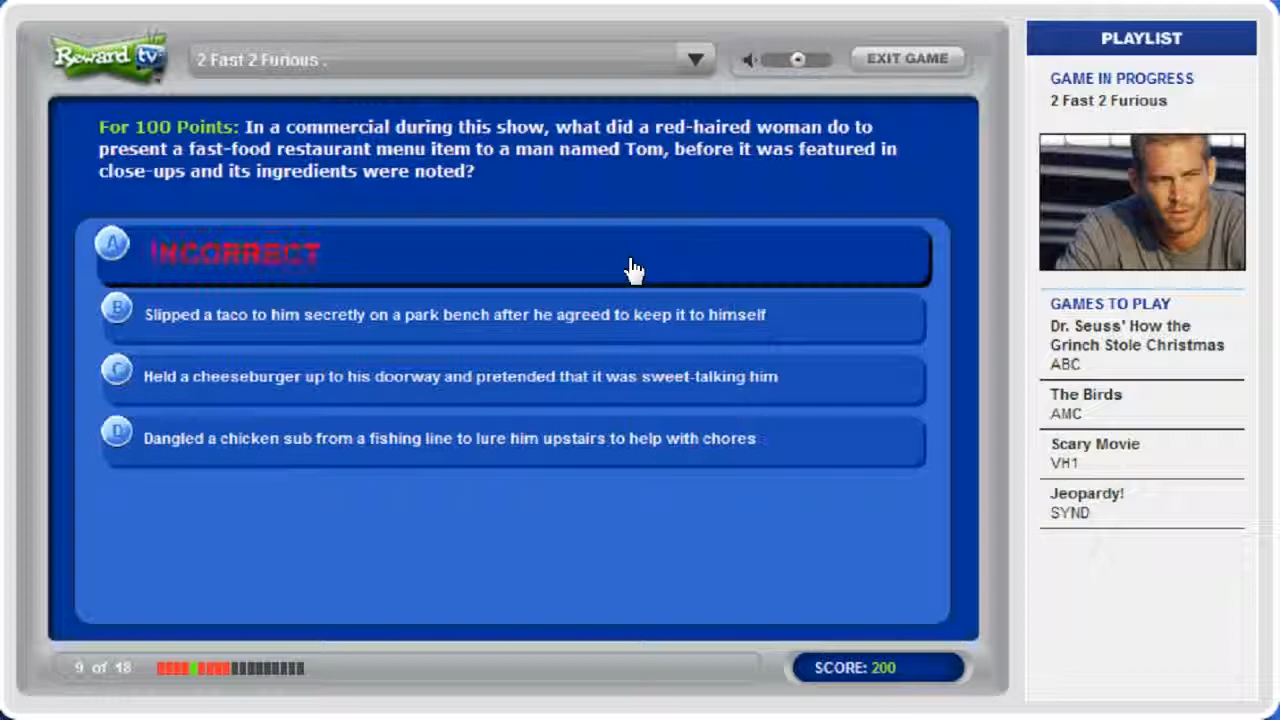 Reward tv
2 Fast 2 Furious .
EXIT GAME
For 100 Points: In a commercial during this show, what did a red-haired woman do to
present a fast-food restaurant menu item to a man named Tom, before it was featured in
close-ups and its ingredients were noted?
A
INCORRECT
B
Slipped a taco to him secretly on a park bench after he agreed to keep it to himself
C
Held a cheeseburger up to his doorway and pretended that it was sweet-talking him
D
Dangled a chicken sub from a fishing line to lure him upstairs to help with chores
9 of 18
SCORE: 200
PLAYLIST
GAME IN PROGRESS
2 Fast 2 Furious
GAMES TO PLAY
Dr. Seuss' How the
Grinch Stole Christmas
ABC
The Birds
AMC
Scary Movie
VH1
Jeopardy!
SYND